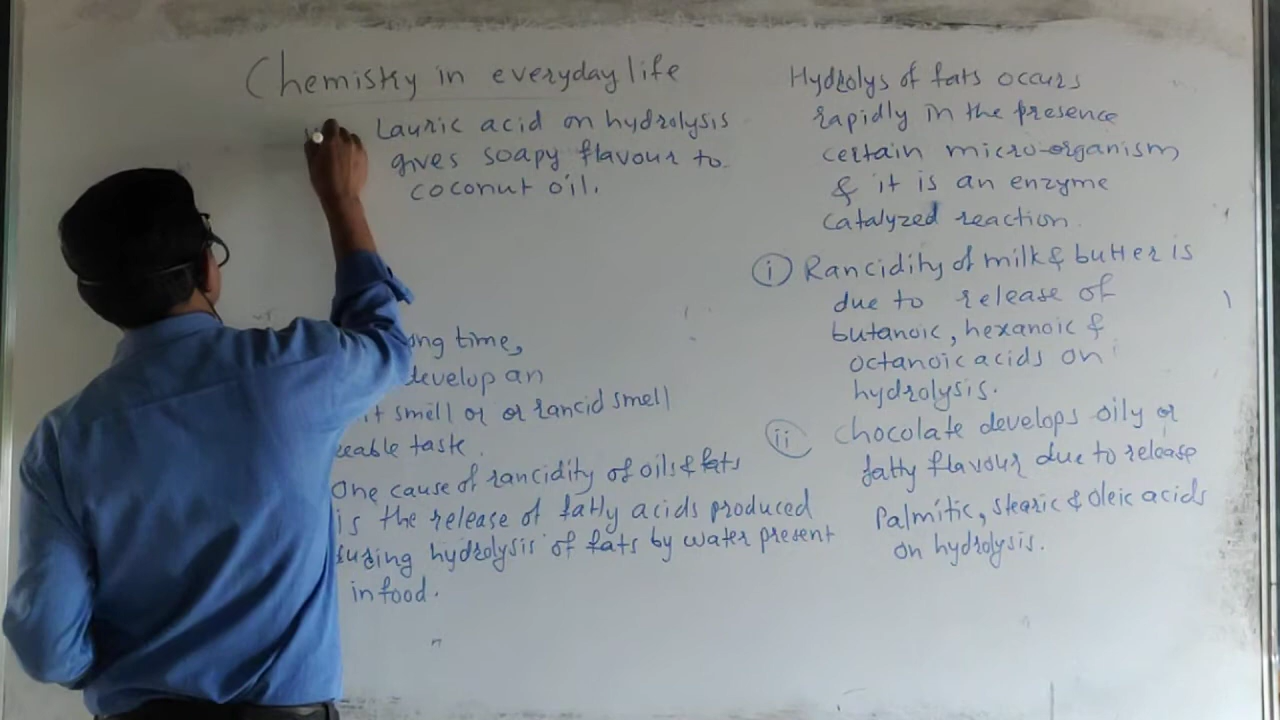 Chemistry in everyday life
Lauric acid on hydrolysis
gives soapy flavour to
coconut oil.
time,
develop an
smell or or rancid smell
taste.
One cause of rancidity of oils & fats
is the release of fatty acids produced
during hydrolysis of fats by water present
in food.
Hydrolys of fats occurs
rapidly in the presence
certain micro-organism
& it is an enzyme
catalyzed reaction.
(i) Rancidity of milk & butter is
due to release of
butanoic, hexanoic &
octanoic acids on
hydrolysis.
(ii) Chocolate develops oily or
fatty flavour due to release
Palmitic, stearic & oleic acids
on hydrolysis.